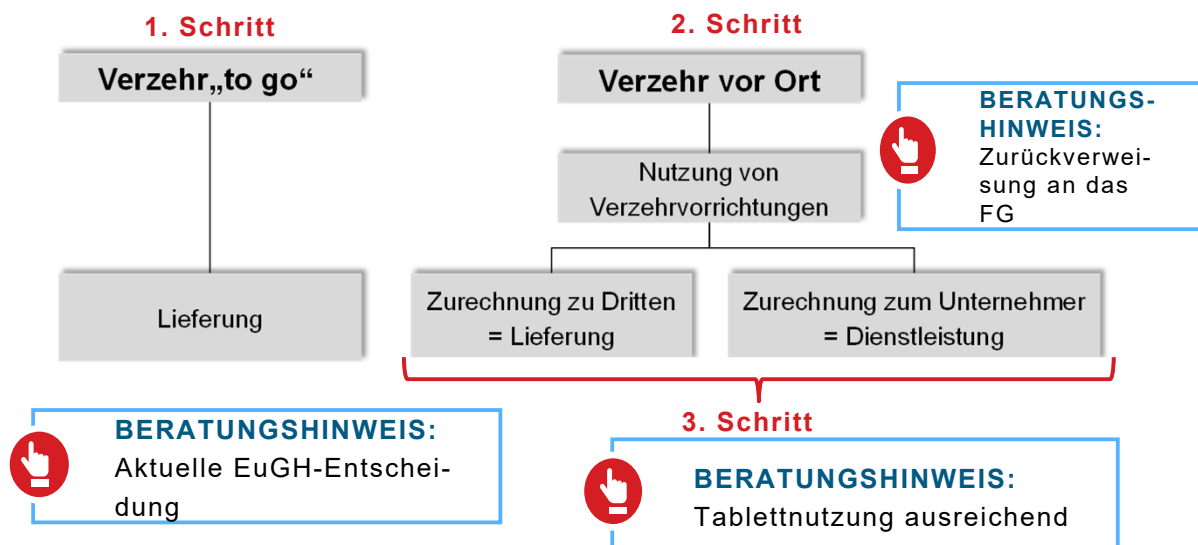 1. Schritt
Verzehr„to go“
Lieferung
BERATUNGSHINWEIS:
Aktuelle EuGH-Entschei-
dung
2. Schritt
Verzehr vor Ort
Nutzung von
Verzehrvorrichtungen
BERATUNGS-
HINWEIS:
Zurückverwei-
sung an das
FG
Zurechnung zu Dritten
= Lieferung
Zurechnung zum Unternehmer
= Dienstleistung
3. Schritt
BERATUNGSHINWEIS:
Tablettnutzung ausreichend